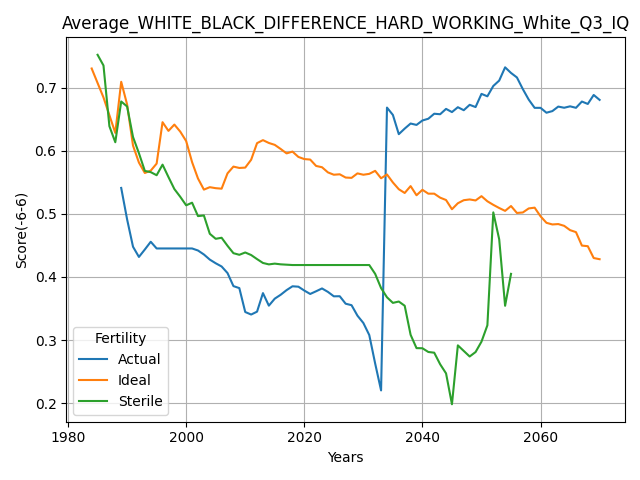 Average_WHITE_BLACK_DIFFERENCE_HARD_WORKING_White_Q3_IQ
Score(-6-6)
0.7
0.6
0.5
0.4
0.3
0.2
Fertility
Actual
Ideal
Sterile
1980
2000
2020
2040
2060
Years